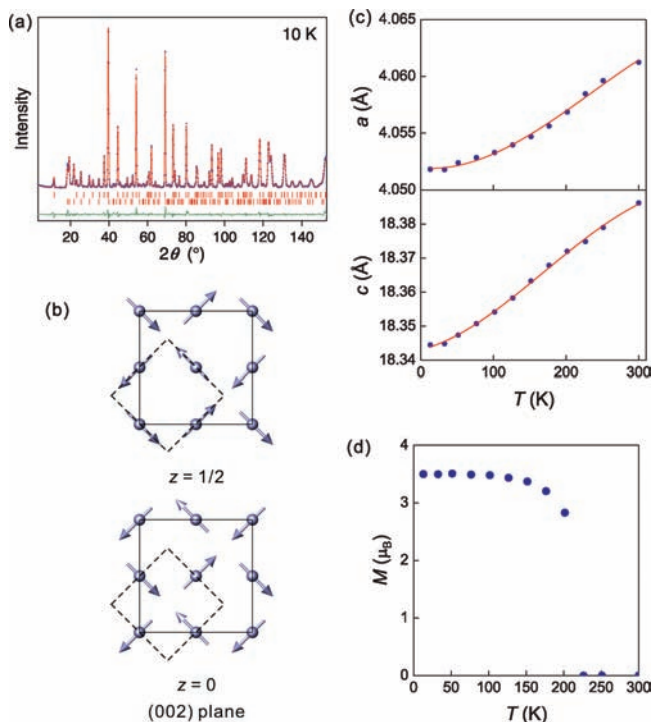 (a)
10 K
Intensity
20 40 60 80 100 120 140
2θ (°)
(b)
z = 1/2
z = 0
(002) plane
(c)
4.065
4.060
4.055
4.050
a (Å)
18.38
18.37
18.36
18.35
18.34
c (Å)
0 100 200 300
T (K)
(d)
4
3
2
1
0
M (μB)
0 50 100 150 200 250 300
T (K)